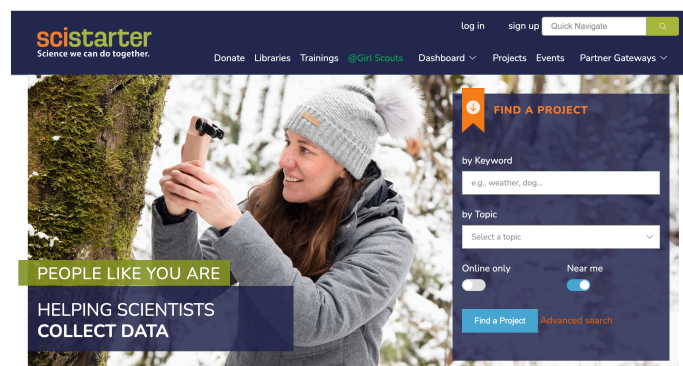 log in sign up Quick Navigate
scistarter
Science we can do together.
Donate Libraries Trainings @Girl Scouts Dashboard Projects Events Partner Gateways
FIND A PROJECT
by Keyword
e.g., weather, dog...
by Topic
Select a topic
Online only Near me
Find a Project Advanced search
PEOPLE LIKE YOU ARE
HELPING SCIENTISTS
COLLECT DATA